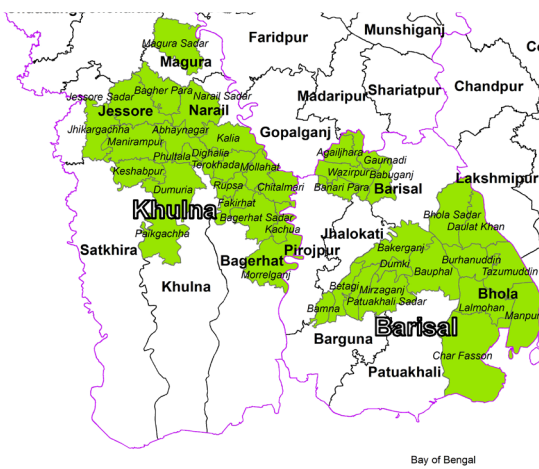 Magura Sadar
Faridpur
Munshiganj
Magura
Bagher Para
Jessore Sadar
Narail Sadar
Madaripur
Shariatpur
Chandpur
Jessore
Narail
Jhikargachha
Abhaynagar
Gopalganj
Manirampur
Kalia
Agailjhara
Phultala
Dighalia
Gaurnadi
Terokhada
Mollahat
Wazirpur
Babuganj
Keshabpur
Lakshmipur
Dumuria
Rupsa
Chitalmari
Banari Para
Barisal
Fakirhat
Khulna
Bagerhat Sadar
Bhola Sadar
Daulat Khan
Paikgachha
Kachua
Jhalokati
Satkhira
Pirojpur
Bakerganj
Bagerhat
Dumki
Burhanuddin
Morrelganj
Bauphal
Tazumuddin
Khulna
Betagi
Mirzaganj
Bhola
Patuakhali Sadar
Bamna
Lalmohan
Manpur
Barisal
Barguna
Char Fasson
Patuakhali
Bay of Bengal